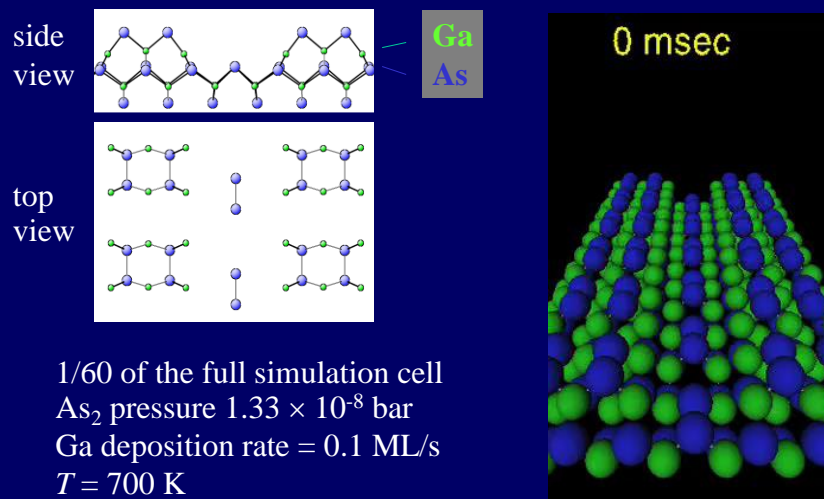 side
view
Ga
As
0 msec
top
view
1/60 of the full simulation cell
As₂ pressure 1.33 × 10⁻⁸ bar
Ga deposition rate = 0.1 ML/s
T = 700 K